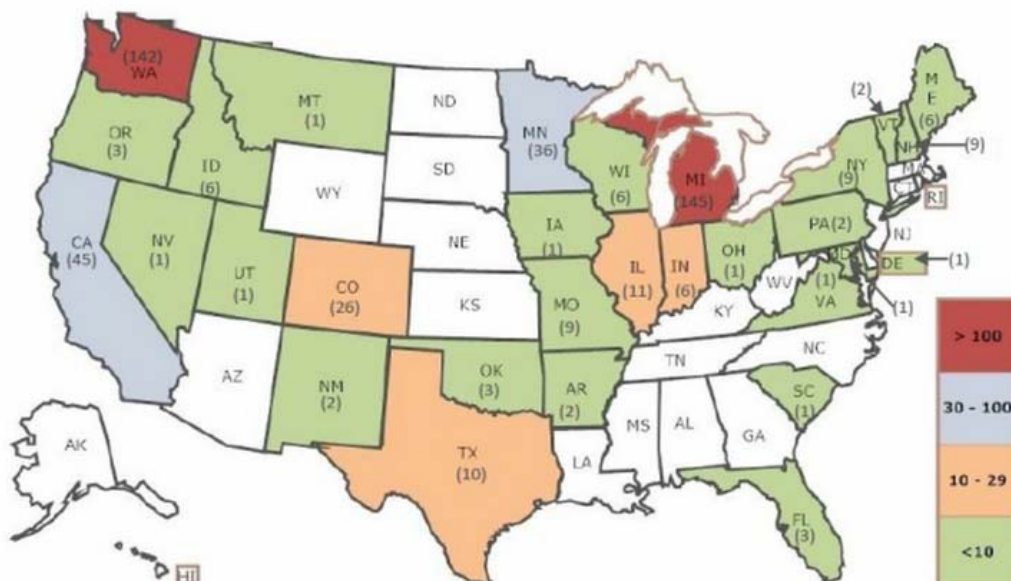 (142)
WA
OR
(3)
ID
(6)
MT
(1)
ND
MN
(36)
SD
WY
WI
(6)
MI
(145)
(2)
VT
M
E
(6)
NH
(9)
NY
(9)
MA
CT
RI
CA
(45)
NV
(1)
UT
(1)
CO
(26)
NE
KS
IA
(1)
MO
(9)
IL
(11)
IN
(6)
OH
(1)
PA(2)
NJ
MD
DE
(1)
WV
(1)
VA
(1)
KY
AZ
NM
(2)
OK
(3)
AR
(2)
TN
NC
SC
(1)
TX
(10)
LA
MS
AL
GA
FL
(3)
AK
HI
> 100
30 - 100
10 - 29
<10